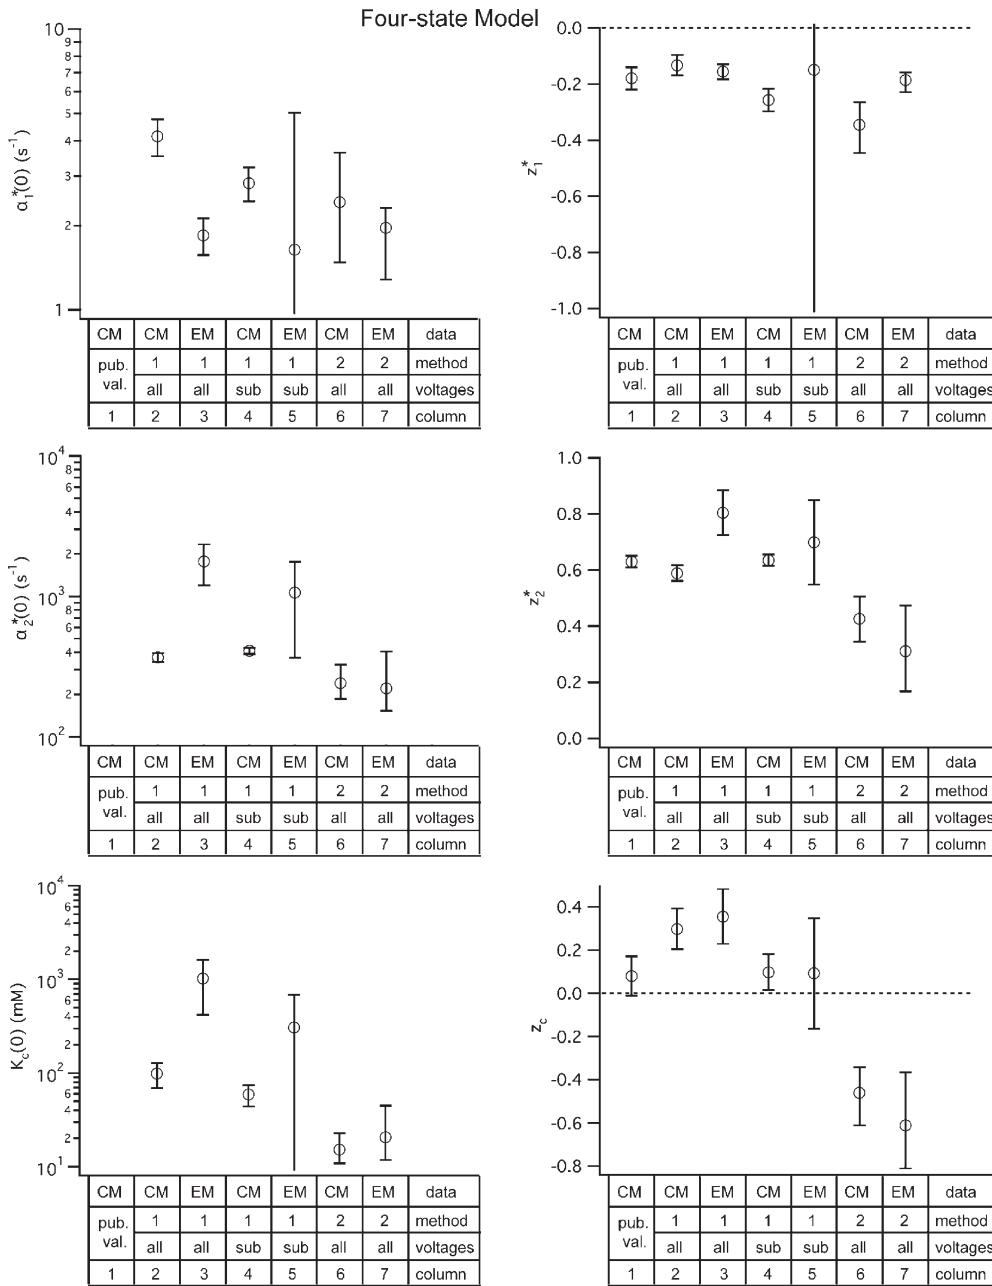 Four-state Model
10
9
8
7
6
5
4
3
2
1
α₁*(0) (s⁻¹)
CM CM EM CM EM CM EM data
pub. val. 1 1 1 1 2 2 method
all all sub sub all all voltages
1 2 3 4 5 6 7 column
0.0
-0.2
-0.4
-0.6
-0.8
-1.0
z₁*
CM CM EM CM EM CM EM data
pub. val. 1 1 1 1 2 2 method
all all sub sub all all voltages
1 2 3 4 5 6 7 column
10⁴
8
6
4
2
10³
8
6
4
2
10²
α₂*(0) (s⁻¹)
CM CM EM CM EM CM EM data
pub. val. 1 1 1 1 2 2 method
all all sub sub all all voltages
1 2 3 4 5 6 7 column
1.0
0.8
0.6
0.4
0.2
0.0
z₂*
CM CM EM CM EM CM EM data
pub. val. 1 1 1 1 2 2 method
all all sub sub all all voltages
1 2 3 4 5 6 7 column
10⁴
8
6
4
2
10³
8
6
4
2
10²
8
6
4
2
10¹
K_c(0) (mM)
CM CM EM CM EM CM EM data
pub. val. 1 1 1 1 2 2 method
all all sub sub all all voltages
1 2 3 4 5 6 7 column
0.4
0.2
0.0
-0.2
-0.4
-0.6
-0.8
z_c
CM CM EM CM EM CM EM data
pub. val. 1 1 1 1 2 2 method
all all sub sub all all voltages
1 2 3 4 5 6 7 column